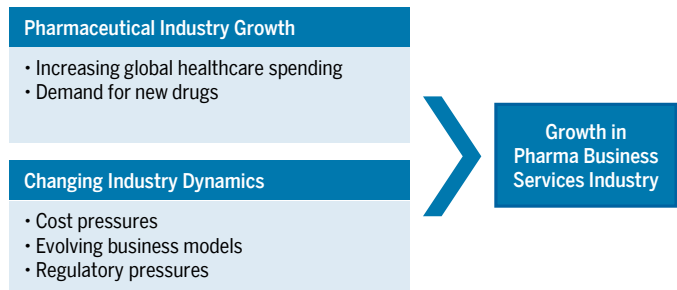 Pharmaceutical Industry Growth
• Increasing global healthcare spending
• Demand for new drugs
Changing Industry Dynamics
• Cost pressures
• Evolving business models
• Regulatory pressures
Growth in
Pharma Business
Services Industry